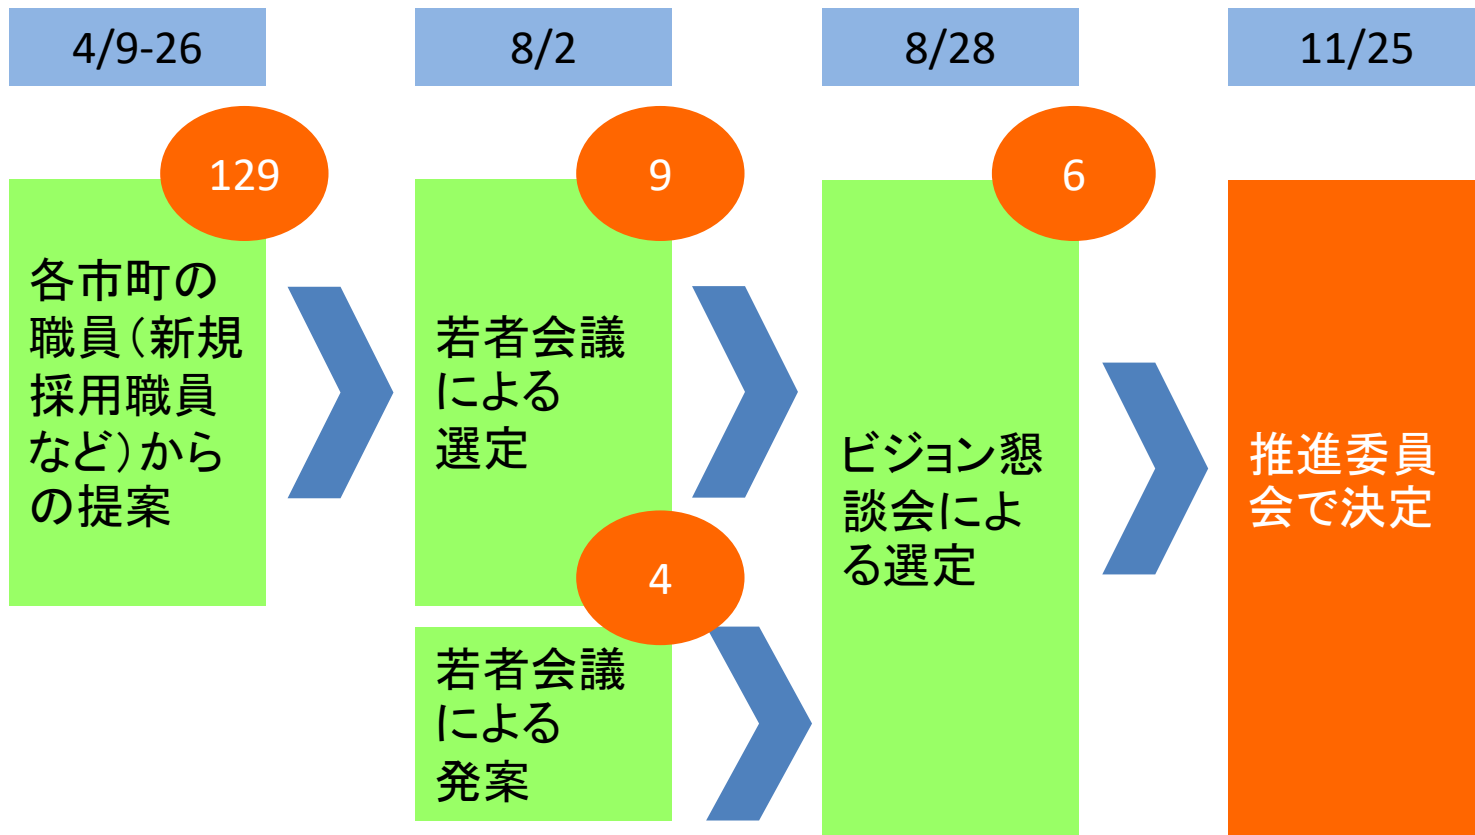 4/9-26
8/2
8/28
11/25
129
各市町の
職員（新規
採用職員
など）から
の提案
9
若者会議
による
選定
4
若者会議
による
発案
6
ビジョン懇
談会によ
る選定
推進委員
会で決定